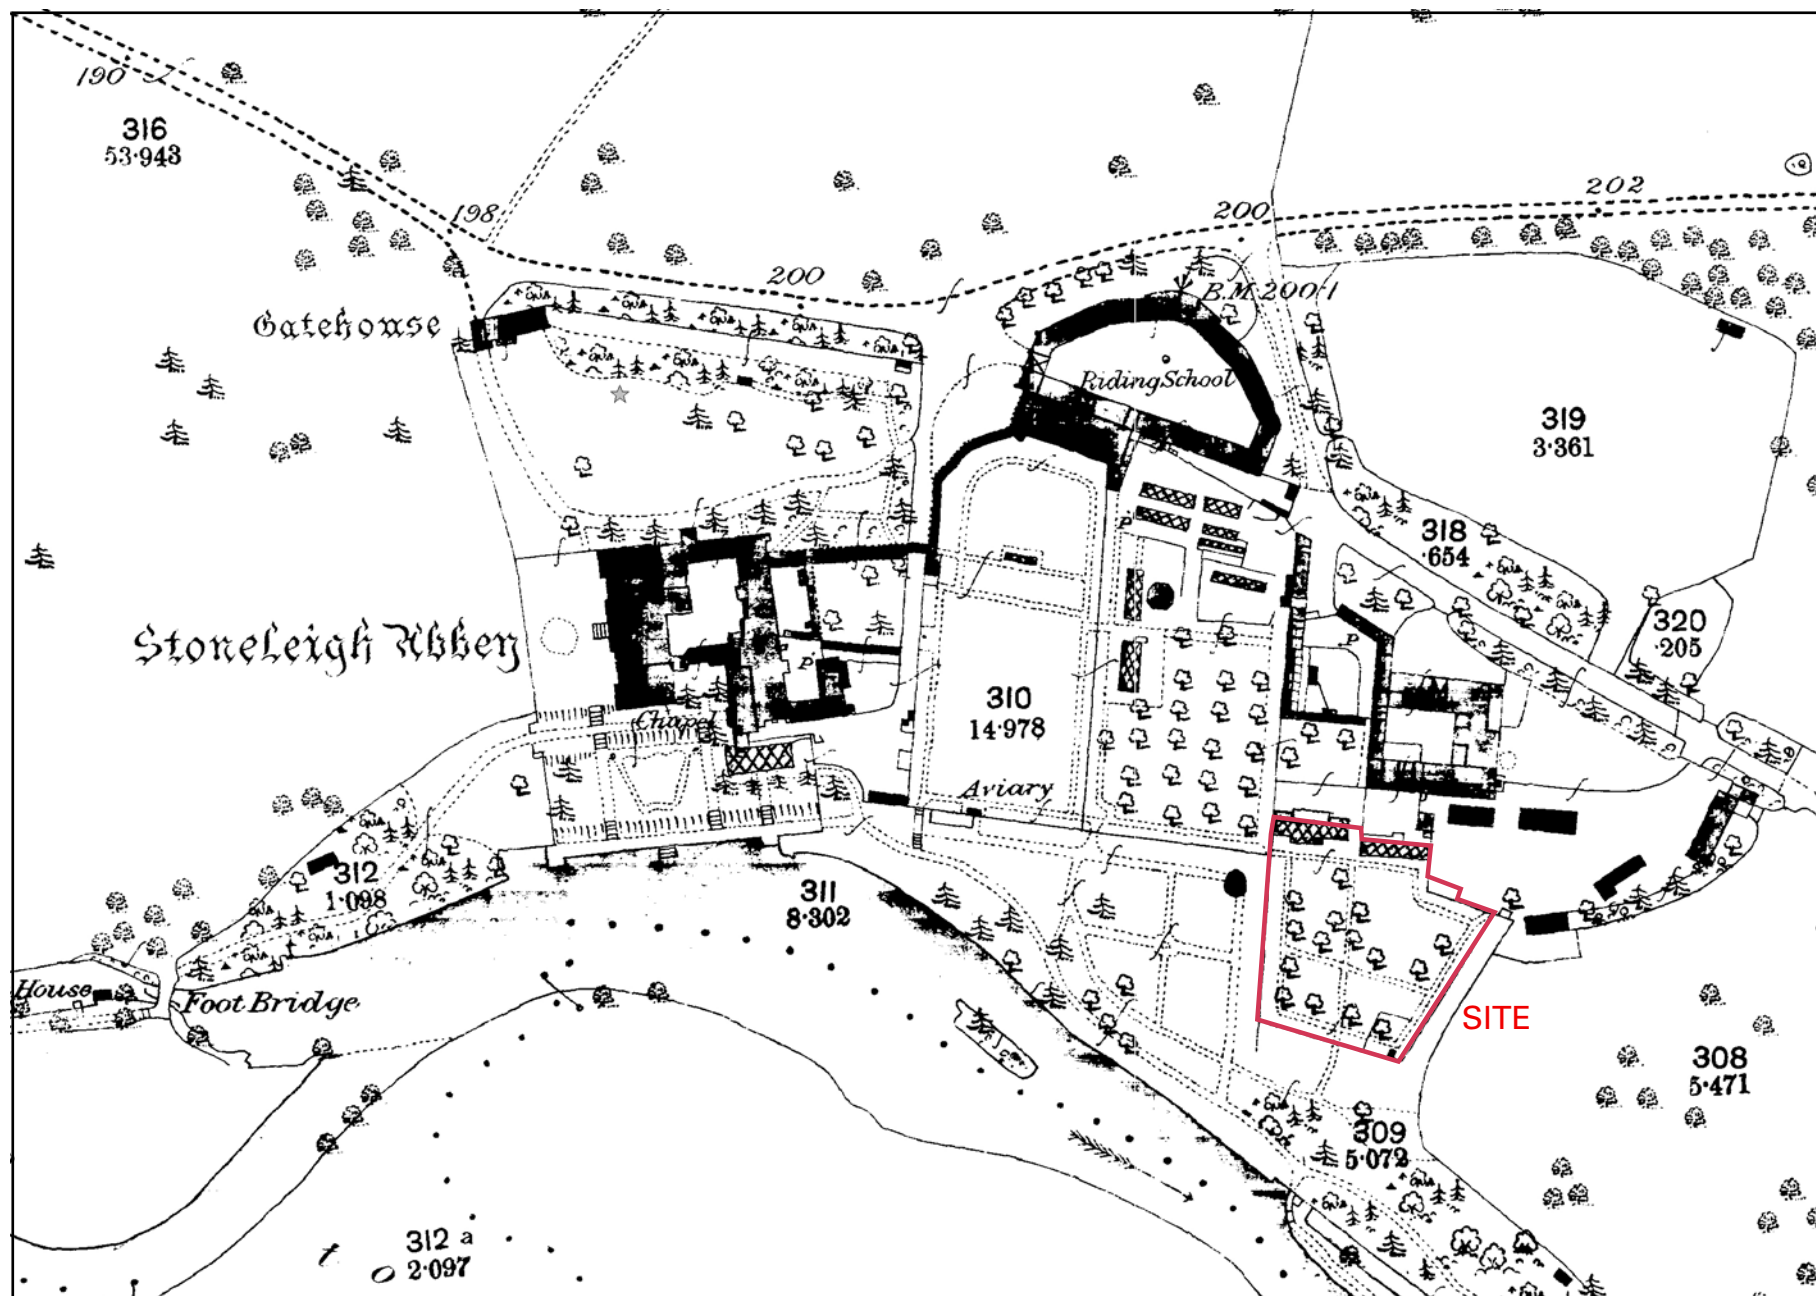 190
316
53·943
198
200
200
202
B.M. 200·1
Gatehouse
Riding School
319
3·361
318
·654
320
·205
P
P
P
Stoneleigh Abbey
Chapel
310
14·978
Aviary
312
1·098
311
8·302
House
Foot Bridge
SITE
308
5·471
309
5·072
312 a
2·097
t
o